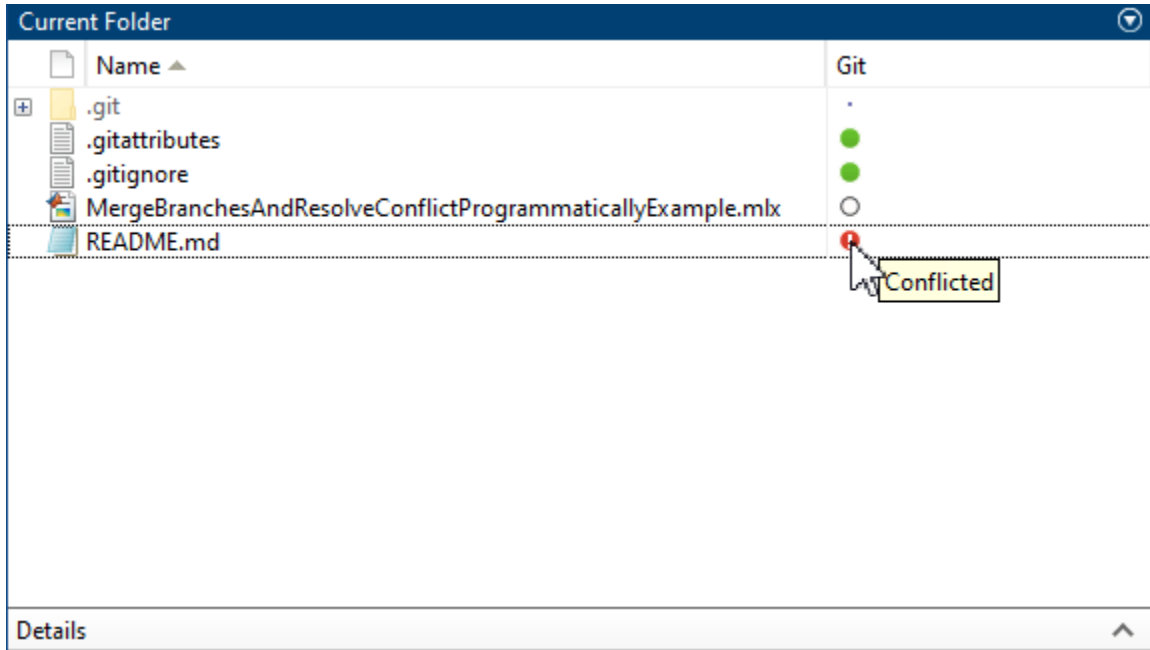 Current Folder
Name Git
.git
.gitattributes
.gitignore
MergeBranchesAndResolveConflictProgrammaticallyExample.mlx
README.md
Conflicted
Details